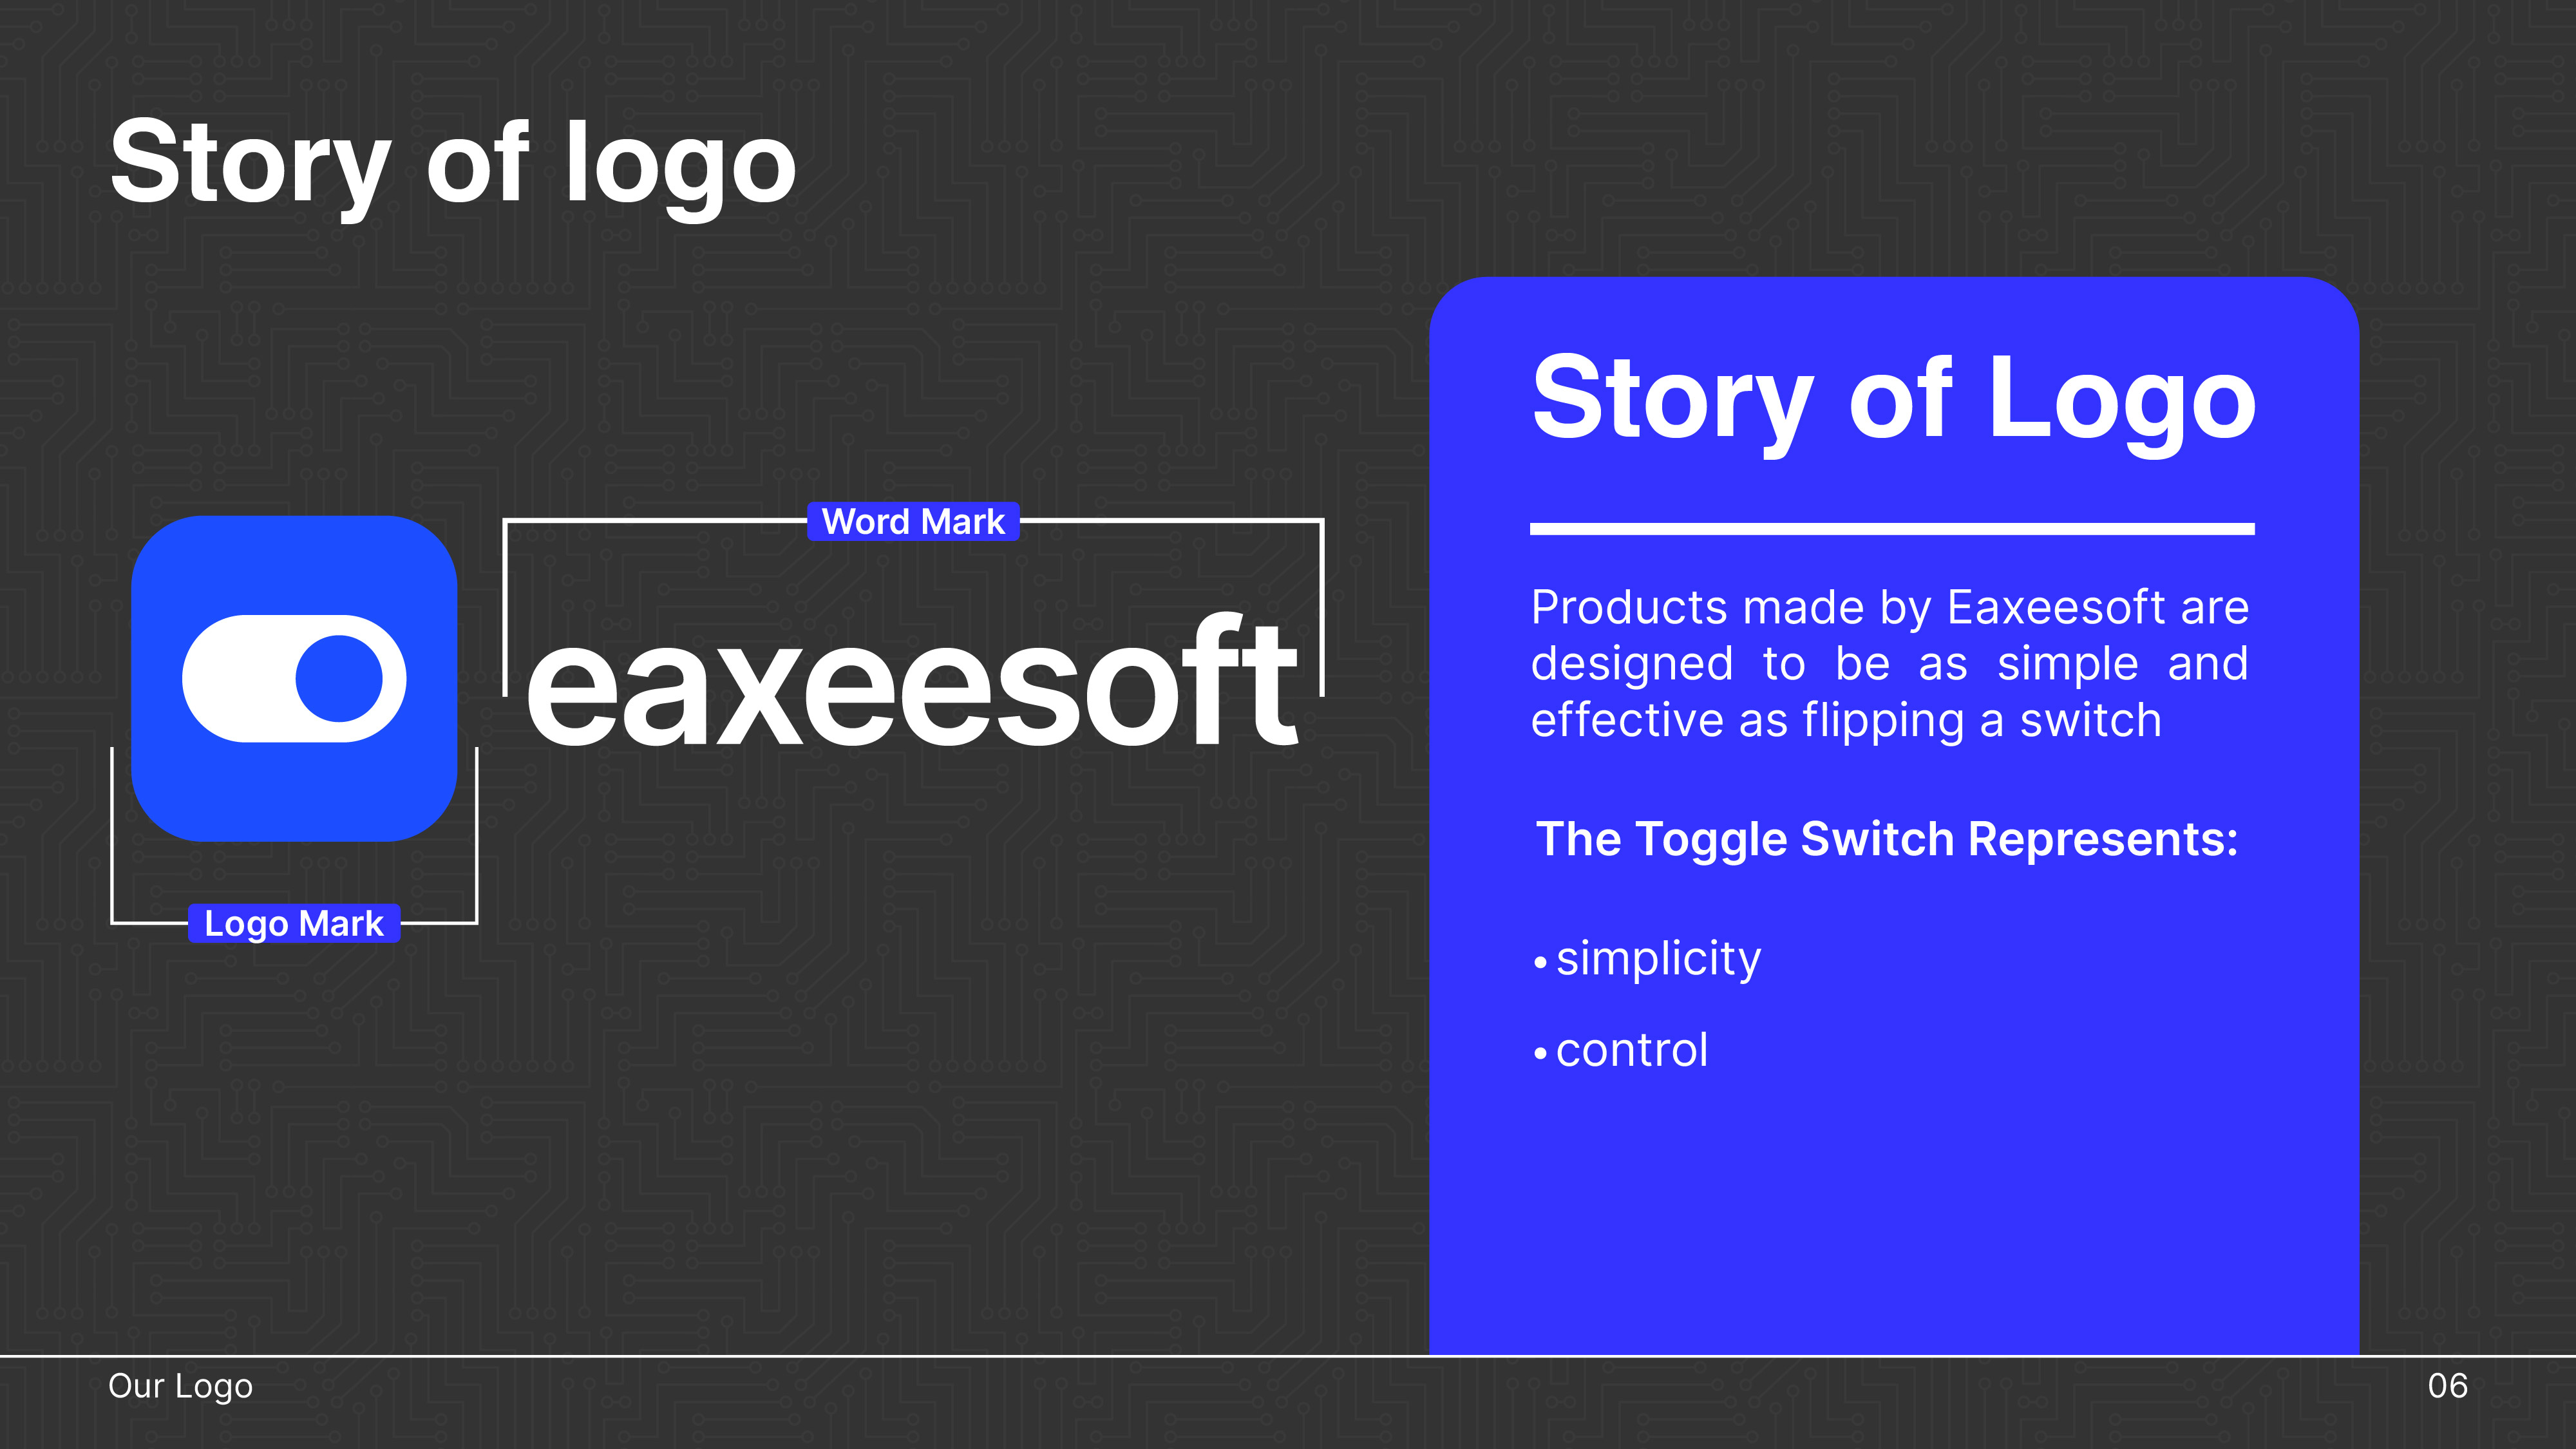 Story of logo
Word Mark
eaxeesoft
Logo Mark
Story of Logo
Products made by Eaxeesoft are
designed to be as simple and
effective as flipping a switch
The Toggle Switch Represents:
• simplicity
• control
Our Logo
06